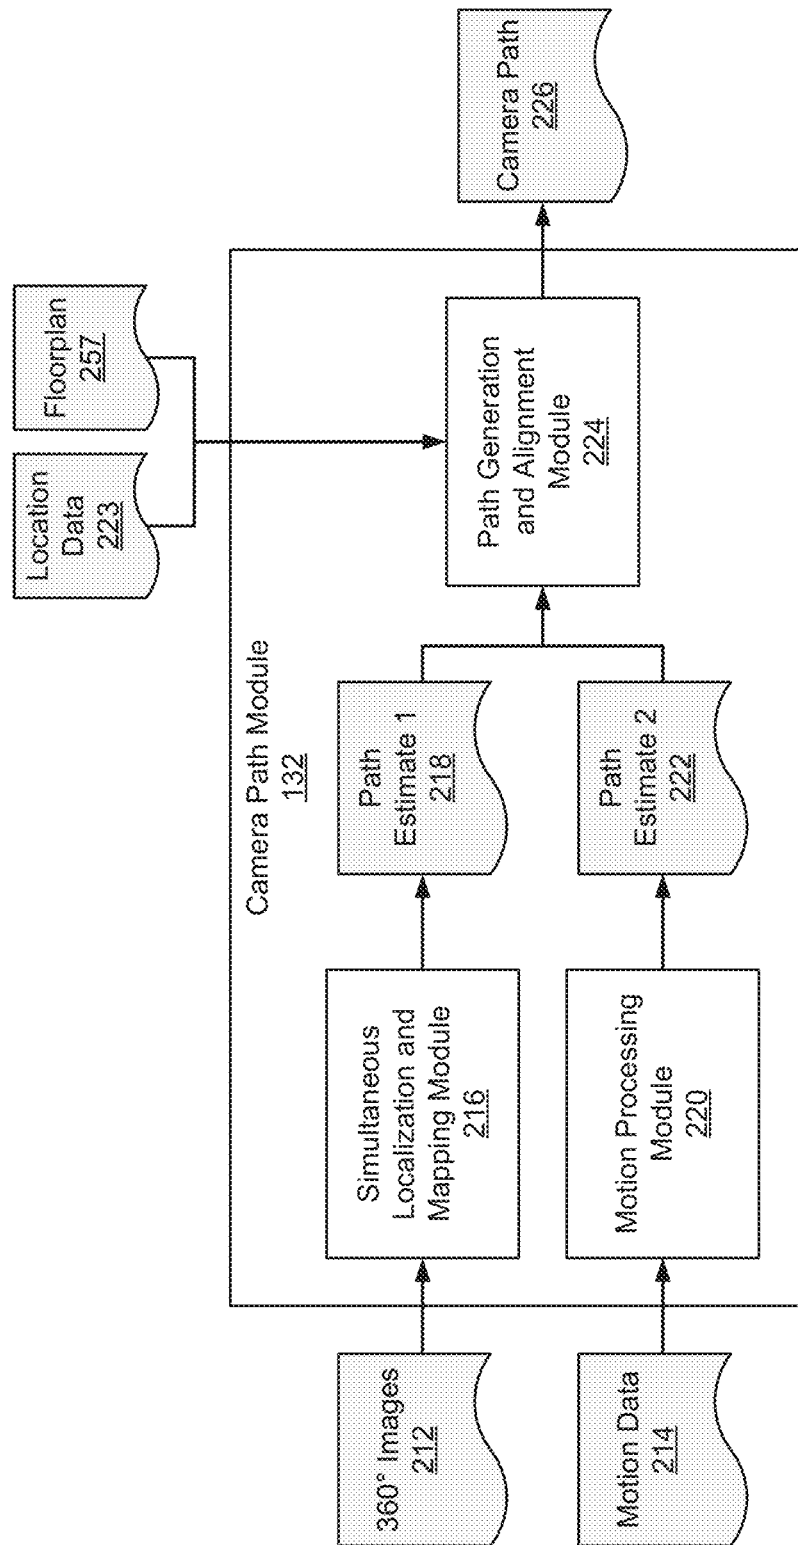 Location
Data
223
Floorplan
257
Camera Path Module
132
360° Images
212
Simultaneous
Localization and
Mapping Module
216
Path
Estimate 1
218
Path Generation
and Alignment
Module
224
Camera Path
226
Motion Data
214
Motion Processing
Module
220
Path
Estimate 2
222